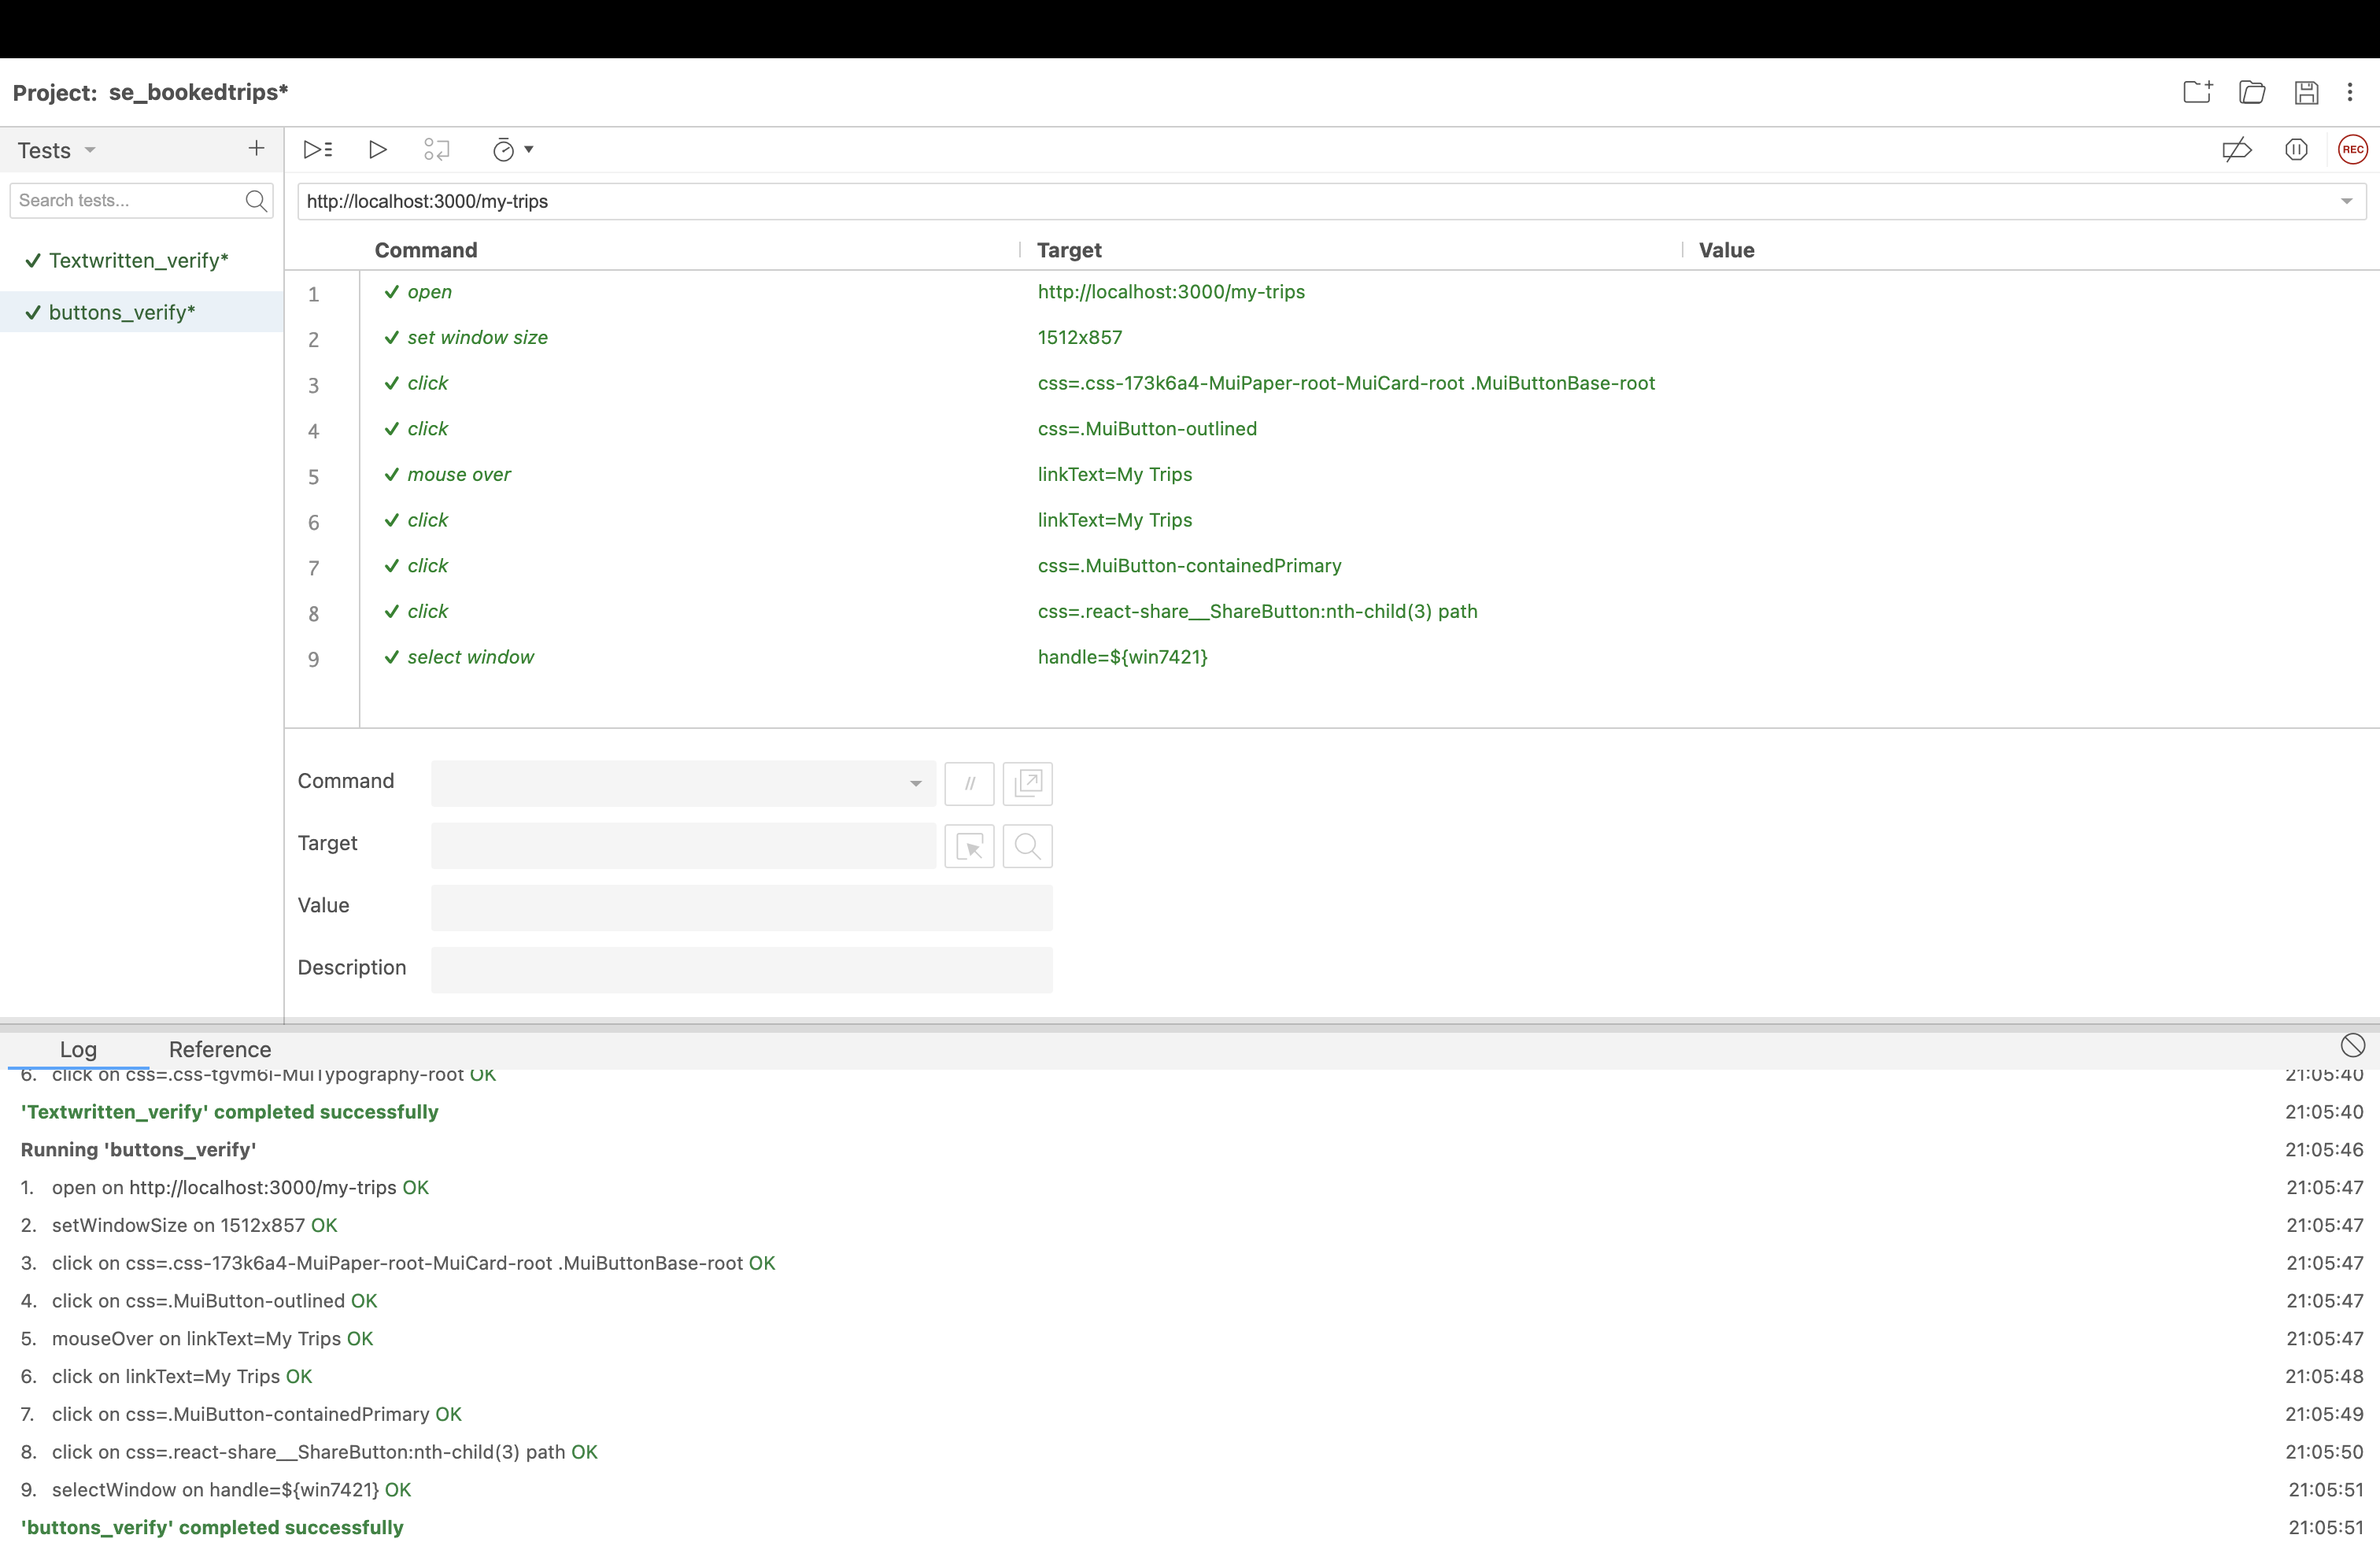 Project: se_bookedtrips*
Tests
REC
Search tests...
http://localhost:3000/my-trips
Textwritten_verify*
buttons_verify*
Command Target Value
1 open http://localhost:3000/my-trips
2 set window size 1512x857
3 click css=.css-173k6a4-MuiPaper-root-MuiCard-root .MuiButtonBase-root
4 click css=.MuiButton-outlined
5 mouse over linkText=My Trips
6 click linkText=My Trips
7 click css=.MuiButton-containedPrimary
8 click css=.react-share__ShareButton:nth-child(3) path
9 select window handle=${win7421}
Command //
Target
Value
Description
Log Reference
6. click on css=.css-tgvm6i-MuiTypography-root OK 21:05:40
'Textwritten_verify' completed successfully 21:05:40
Running 'buttons_verify' 21:05:46
1. open on http://localhost:3000/my-trips OK 21:05:47
2. setWindowSize on 1512x857 OK 21:05:47
3. click on css=.css-173k6a4-MuiPaper-root-MuiCard-root .MuiButtonBase-root OK 21:05:47
4. click on css=.MuiButton-outlined OK 21:05:47
5. mouseOver on linkText=My Trips OK 21:05:47
6. click on linkText=My Trips OK 21:05:48
7. click on css=.MuiButton-containedPrimary OK 21:05:49
8. click on css=.react-share__ShareButton:nth-child(3) path OK 21:05:50
9. selectWindow on handle=${win7421} OK 21:05:51
'buttons_verify' completed successfully 21:05:51